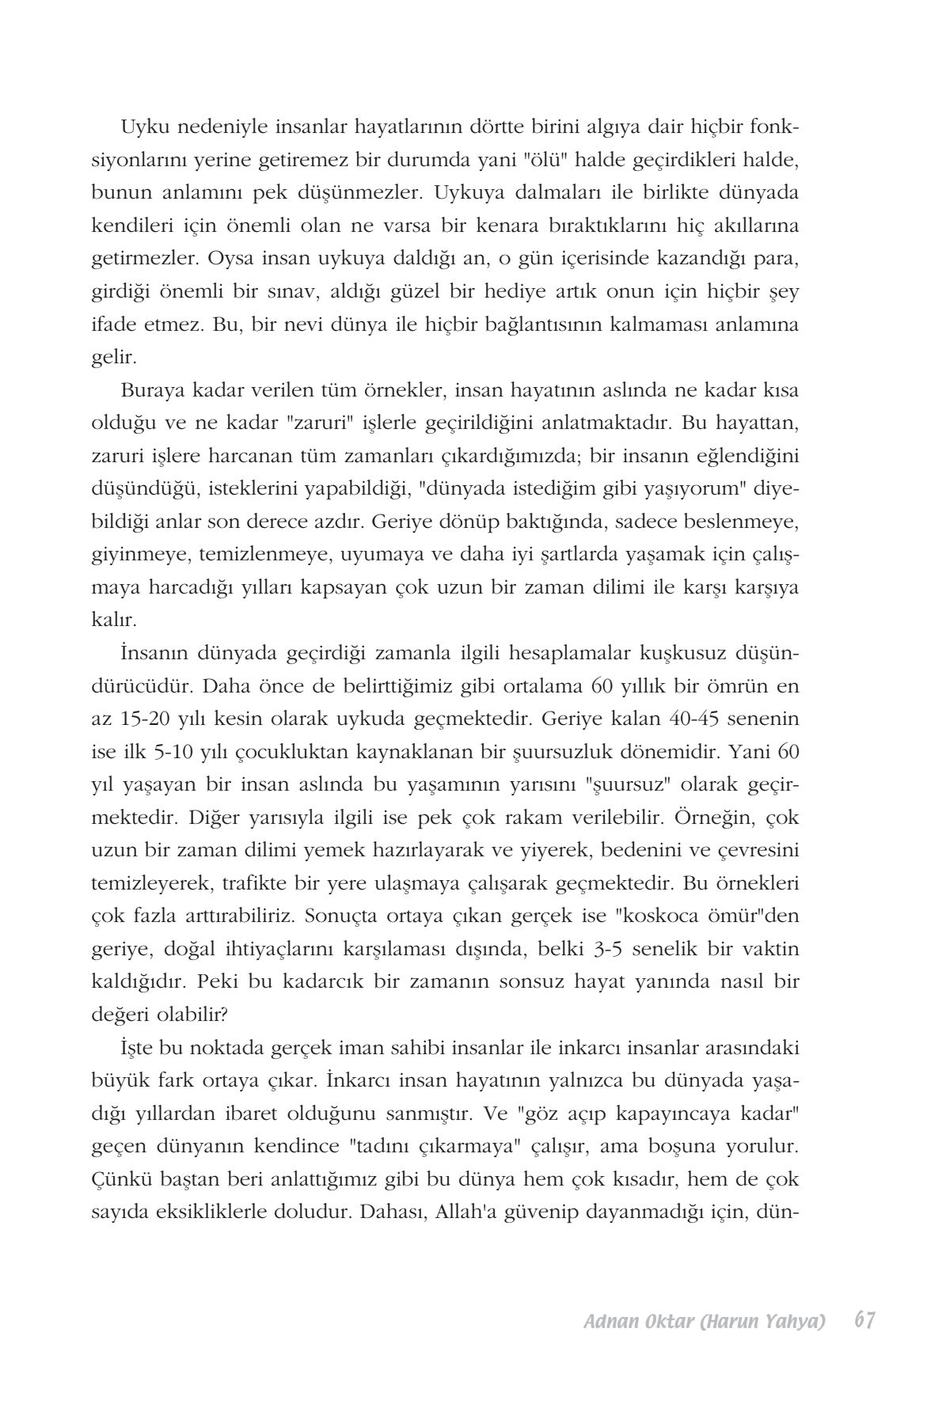 Uyku nedeniyle insanlar hayatlarının dörtte birini algıya dair hiçbir fonk-
siyonlarını yerine getiremez bir durumda yani "ölü" halde geçirdikleri halde,
bunun anlamını pek düşünmezler. Uykuya dalmaları ile birlikte dünyada
kendileri için önemli olan ne varsa bir kenara bıraktıklarını hiç akıllarına
getirmezler. Oysa insan uykuya daldığı an, o gün içerisinde kazandığı para,
girdiği önemli bir sınav, aldığı güzel bir hediye artık onun için hiçbir şey
ifade etmez. Bu, bir nevi dünya ile hiçbir bağlantısının kalmaması anlamına
gelir.
Buraya kadar verilen tüm örnekler, insan hayatının aslında ne kadar kısa
olduğu ve ne kadar "zaruri" işlerle geçirildiğini anlatmaktadır. Bu hayattan,
zaruri işlere harcanan tüm zamanları çıkardığımızda; bir insanın eğlendiğini
düşündüğü, isteklerini yapabildiği, "dünyada istediğim gibi yaşıyorum" diye-
bildiği anlar son derece azdır. Geriye dönüp baktığında, sadece beslenmeye,
giyinmeye, temizlenmeye, uyumaya ve daha iyi şartlarda yaşamak için çalış-
maya harcadığı yılları kapsayan çok uzun bir zaman dilimi ile karşı karşıya
kalır.
İnsanın dünyada geçirdiği zamanla ilgili hesaplamalar kuşkusuz düşün-
dürücüdür. Daha önce de belirttiğimiz gibi ortalama 60 yıllık bir ömrün en
az 15-20 yılı kesin olarak uykuda geçmektedir. Geriye kalan 40-45 senenin
ise ilk 5-10 yılı çocukluktan kaynaklanan bir şuursuzluk dönemidir. Yani 60
yıl yaşayan bir insan aslında bu yaşamının yarısını "şuursuz" olarak geçir-
mektedir. Diğer yarısıyla ilgili ise pek çok rakam verilebilir. Örneğin, çok
uzun bir zaman dilimi yemek hazırlayarak ve yiyerek, bedenini ve çevresini
temizleyerek, trafikte bir yere ulaşmaya çalışarak geçmektedir. Bu örnekleri
çok fazla arttırabiliriz. Sonuçta ortaya çıkan gerçek ise "koskoca ömür"den
geriye, doğal ihtiyaçlarını karşılaması dışında, belki 3-5 senelik bir vaktin
kaldığıdır. Peki bu kadarcık bir zamanın sonsuz hayat yanında nasıl bir
değeri olabilir?
İşte bu noktada gerçek iman sahibi insanlar ile inkarcı insanlar arasındaki
büyük fark ortaya çıkar. İnkarcı insan hayatının yalnızca bu dünyada yaşa-
dığı yıllardan ibaret olduğunu sanmıştır. Ve "göz açıp kapayıncaya kadar"
geçen dünyanın kendince "tadını çıkarmaya" çalışır, ama boşuna yorulur.
Çünkü baştan beri anlattığımız gibi bu dünya hem çok kısadır, hem de çok
sayıda eksikliklerle doludur. Dahası, Allah'a güvenip dayanmadığı için, dün-
Adnan Oktar (Harun Yahya) 67